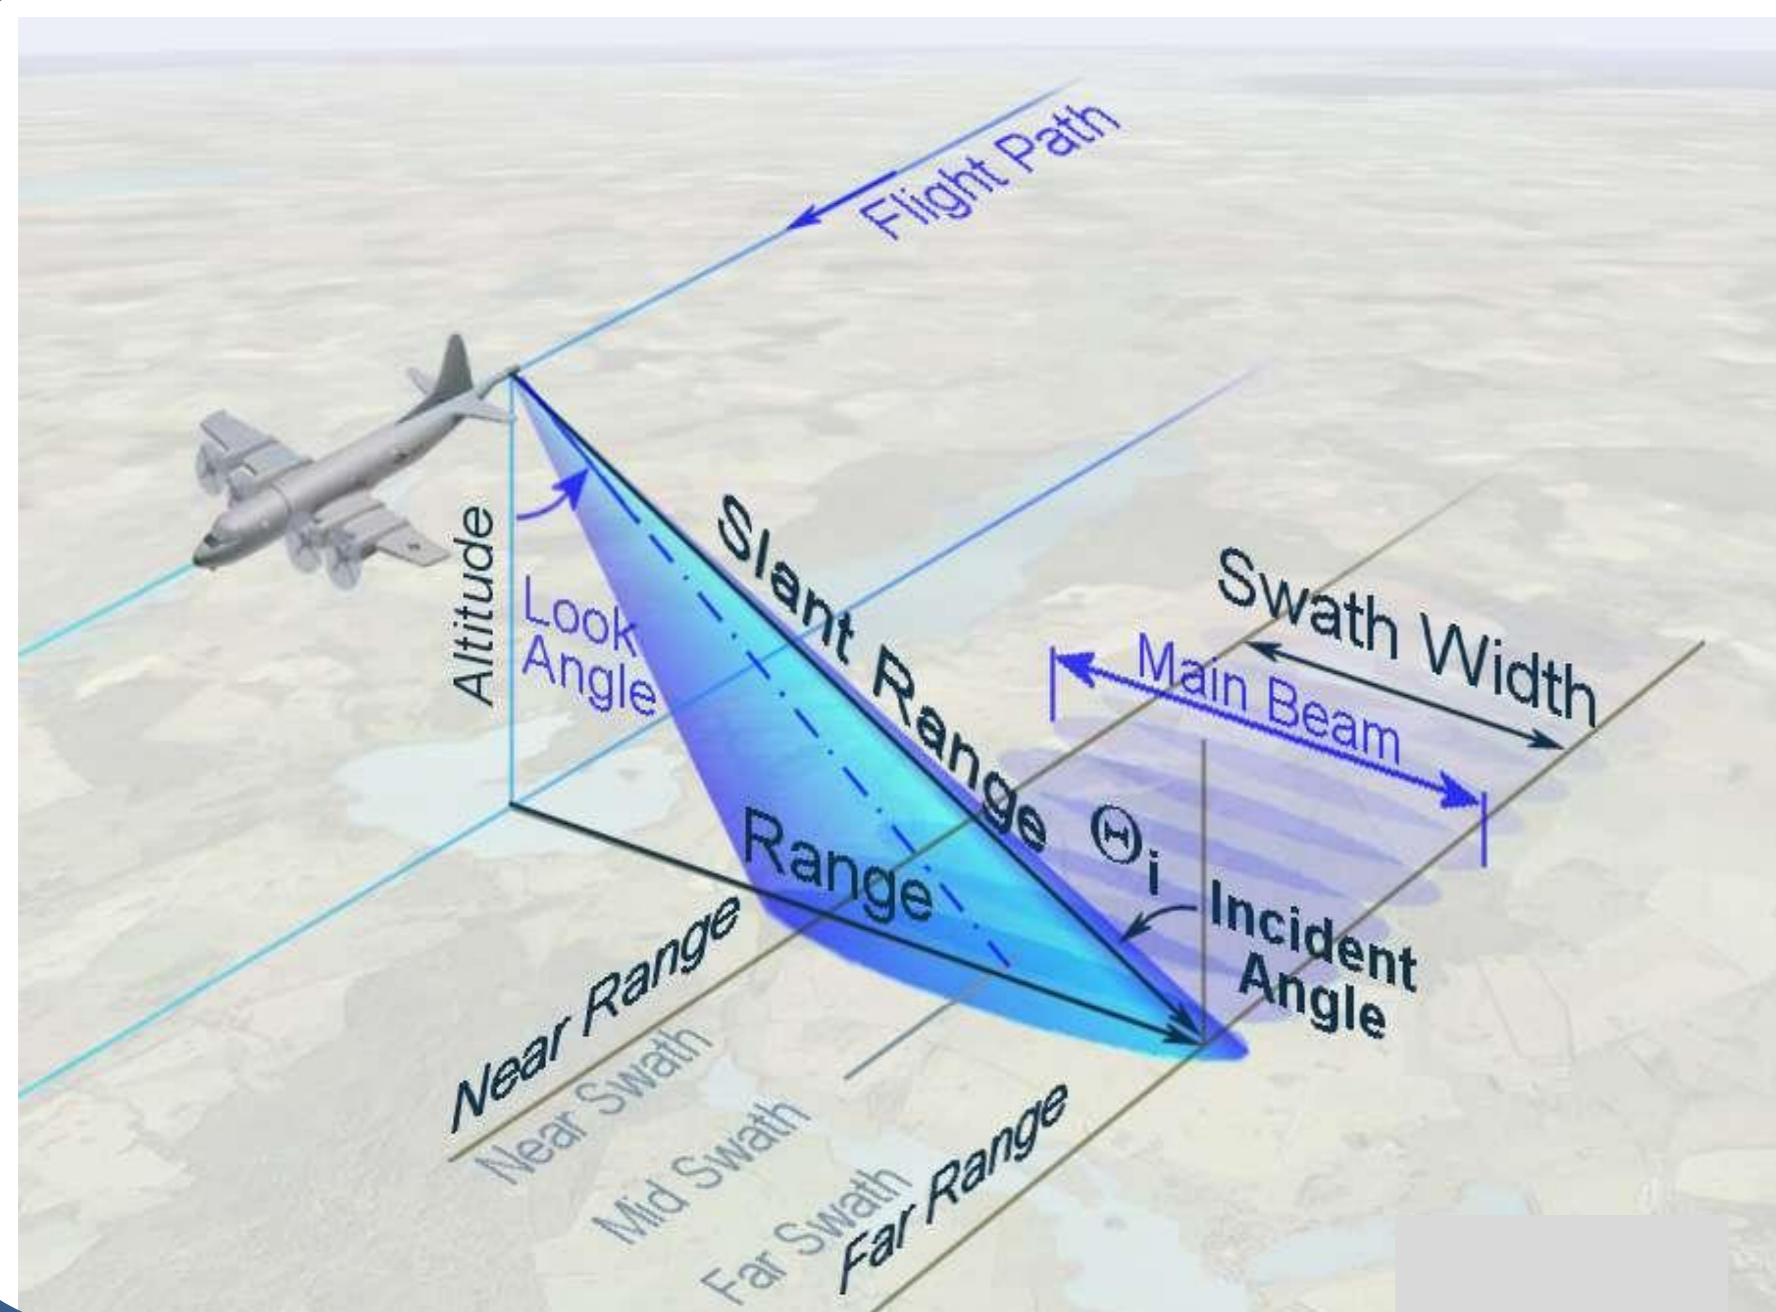 Flight Path
Altitude
Look
Angle
Slant Range
Swath Width
Main Beam
Range
Θi
Incident
Angle
Near Range
Near Swath
Mid Swath
Far Swath
Far Range